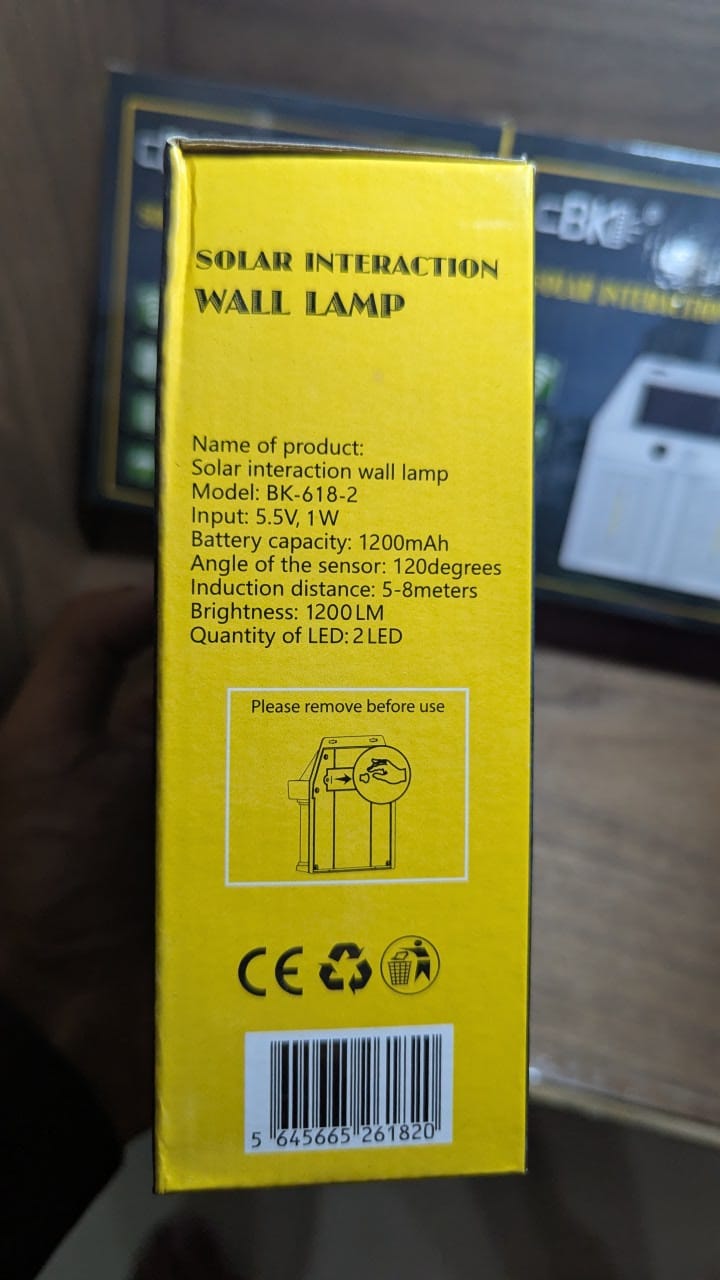 SOLAR INTERACTION
WALL LAMP
Name of product:
Solar interaction wall lamp
Model: BK-618-2
Input: 5.5V, 1W
Battery capacity: 1200mAh
Angle of the sensor: 120degrees
Induction distance: 5-8meters
Brightness: 1200LM
Quantity of LED: 2LED
Please remove before use
CE
5 645665 261820
cBK
SOLAR INTERACTION